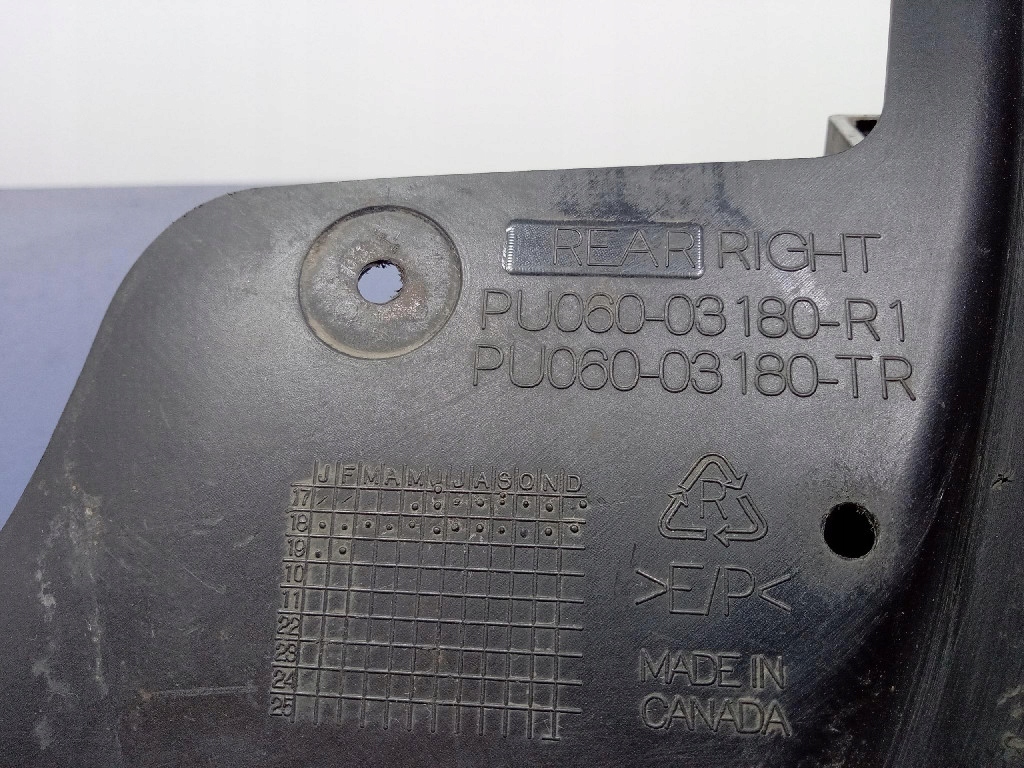 REAR RIGHT
PU060-03180-R1
PU060-03180-TR
J F M A M J J A S O N D
17
18
19
10
11
22
23
24
25
R
>E/P<
MADE IN
CANADA